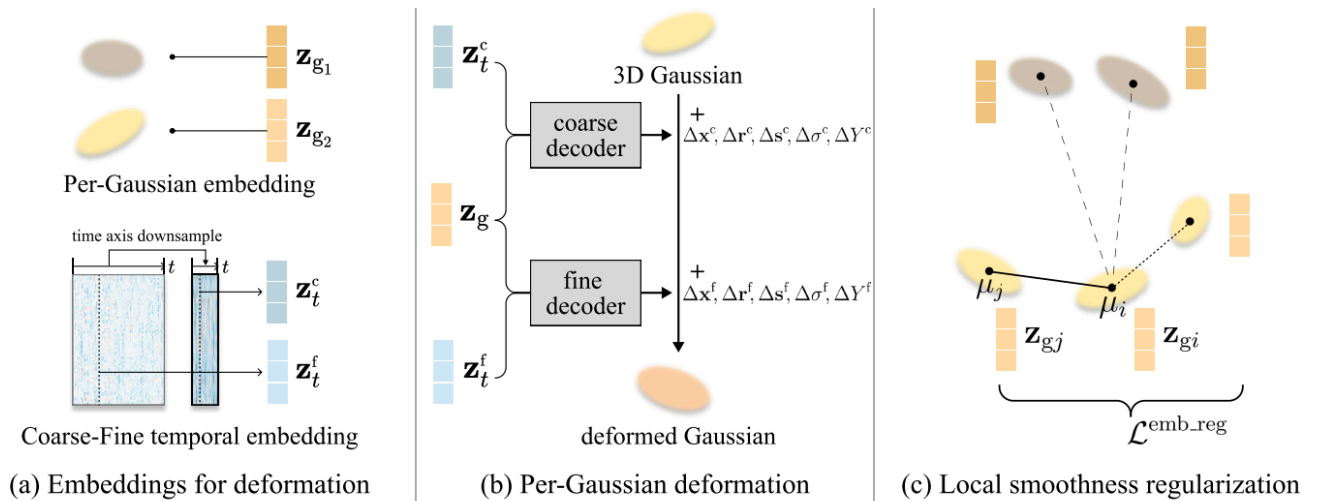 z_{g_1}
z_{g_2}
Per-Gaussian embedding
time axis downsample
t
t
z_t^c
z_t^f
Coarse-Fine temporal embedding
(a) Embeddings for deformation
z_t^c
3D Gaussian
coarse
decoder
+
Δx^c, Δr^c, Δs^c, Δσ^c, ΔY^c
z_g
fine
decoder
+
Δx^f, Δr^f, Δs^f, Δσ^f, ΔY^f
z_t^f
deformed Gaussian
(b) Per-Gaussian deformation
μ_j
μ_i
z_{gj}
z_{gi}
ℒ^{emb_reg}
(c) Local smoothness regularization